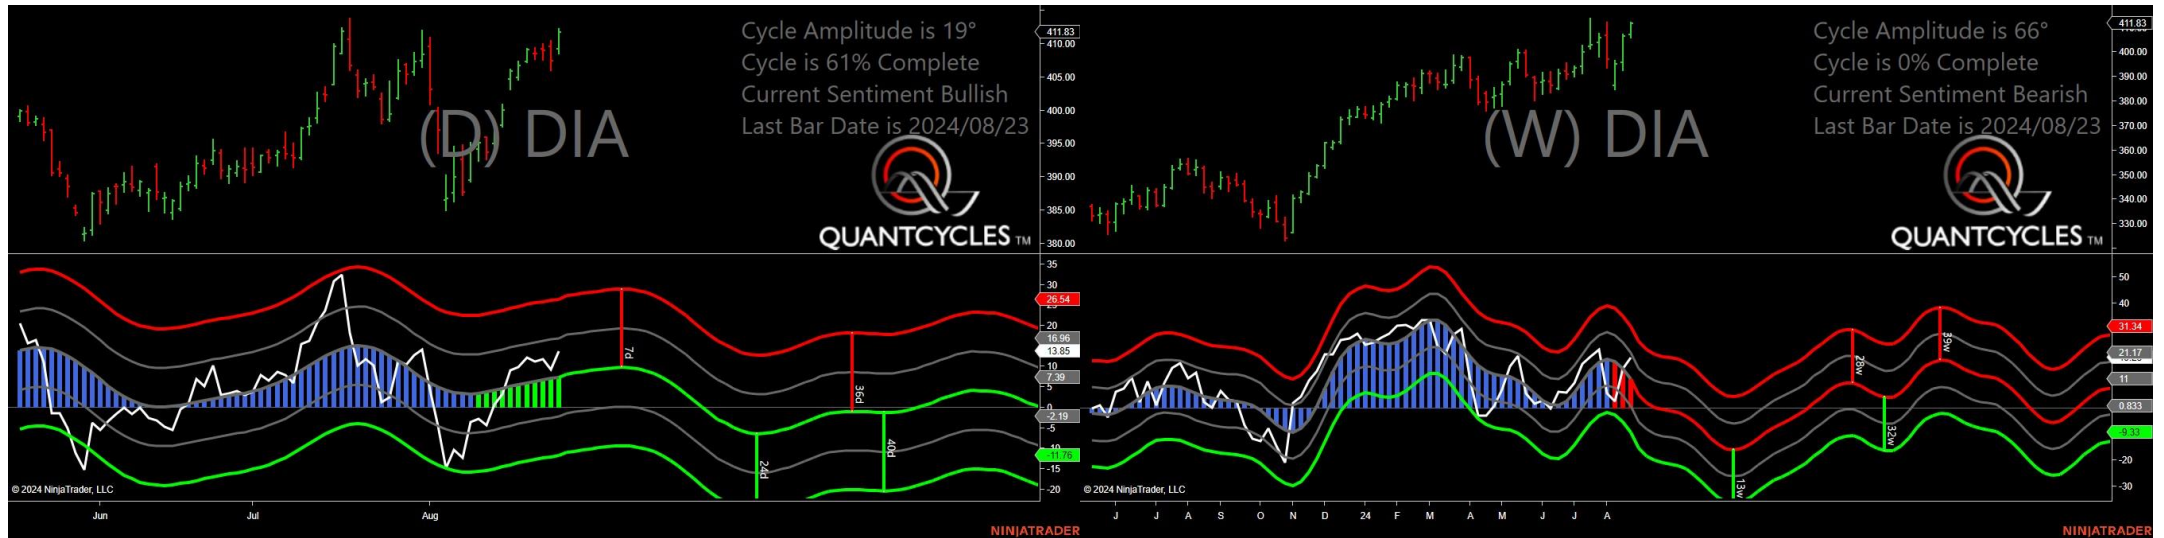 Cycle Amplitude is 19°
Cycle is 61% Complete
Current Sentiment Bullish
Last Bar Date is 2024/08/23
(D) DIA
QUANTCYCLES TM
411.83
410.00
405.00
400.00
395.00
390.00
385.00
380.00
35
30
26.54
20
16.96
13.85
10
7.39
5
0
-2.19
-5
-10
-11.76
-15
-20
7d
24d
36d
40d
© 2024 NinjaTrader, LLC
Jun Jul Aug
NINJATRADER
Cycle Amplitude is 66°
Cycle is 0% Complete
Current Sentiment Bearish
Last Bar Date is 2024/08/23
(W) DIA
QUANTCYCLES TM
411.83
400.00
390.00
380.00
370.00
360.00
350.00
340.00
330.00
50
40
31.34
21.17
11
0.833
-9.33
-20
-30
13w
28w
32w
39w
© 2024 NinjaTrader, LLC
J J A S O N D 24 F M A M J J A
NINJATRADER